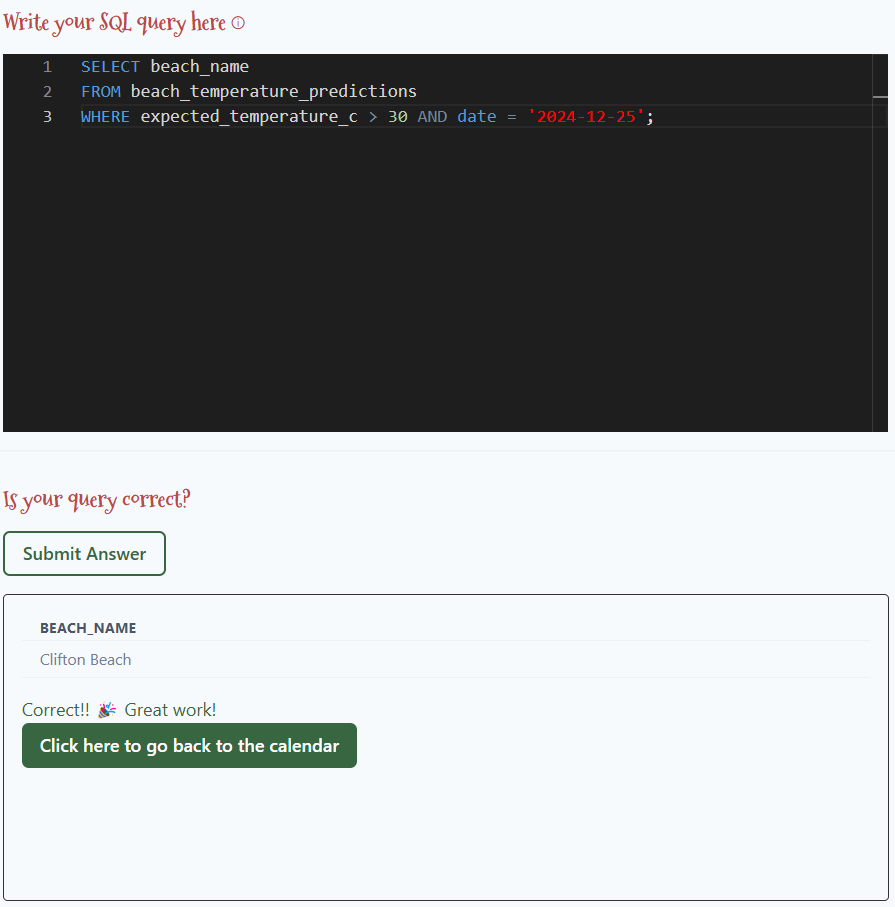 Write your SQL query here ⓘ
1 SELECT beach_name
2 FROM beach_temperature_predictions
3 WHERE expected_temperature_c > 30 AND date = '2024-12-25';
Is your query correct?
Submit Answer
BEACH_NAME
Clifton Beach
Correct!! 🎉 Great work!
Click here to go back to the calendar